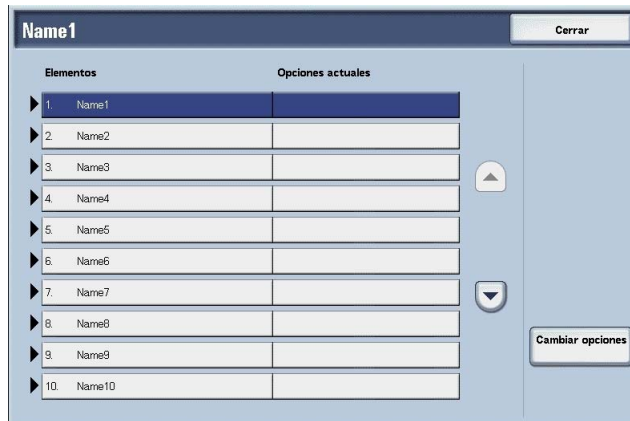 Name1
Cerrar
Elementos Opciones actuales
1. Name1
2. Name2
3. Name3
4. Name4
5. Name5
6. Name6
7. Name7
8. Name8
9. Name9
10. Name10
Cambiar opciones